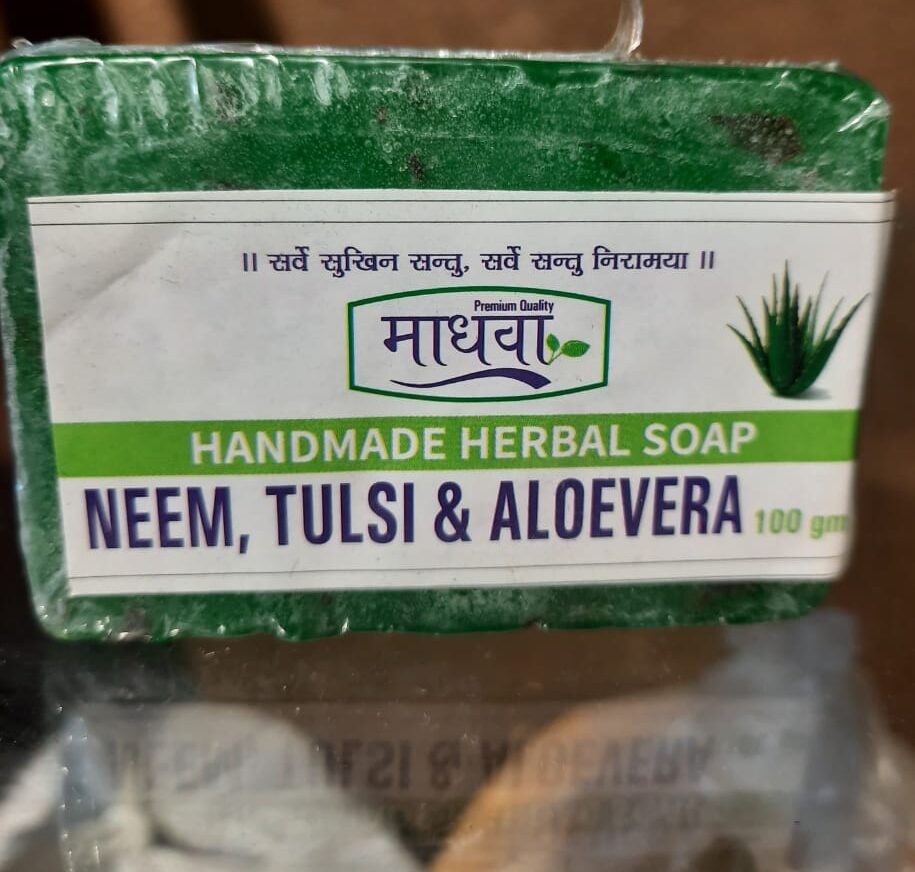 ॥ सर्वे सुखिन सन्तु, सर्वे सन्तु निरामया ॥
Premium Quality
माधवा
HANDMADE HERBAL SOAP
NEEM, TULSI & ALOEVERA 100 gm